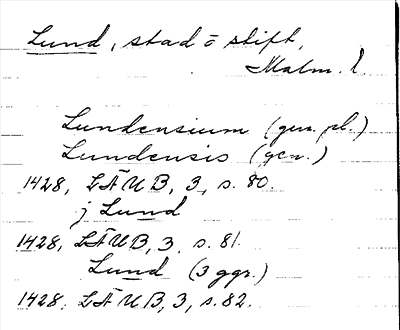 Lund, stad o stift,
Malm. l.
Lundensium (gen. pl.)
Lundensis (gen.)
1428, LÄUB, 3, s. 80.
j Lund
1428, LÄUB, 3, s. 81.
Lund (3 ggr.)
1428, LÄUB, 3, s. 82.